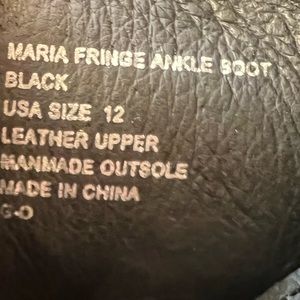 MARIA FRINGE ANKLE BOOT
BLACK
USA SIZE 12
LEATHER UPPER
MANMADE OUTSOLE
MADE IN CHINA
G-O